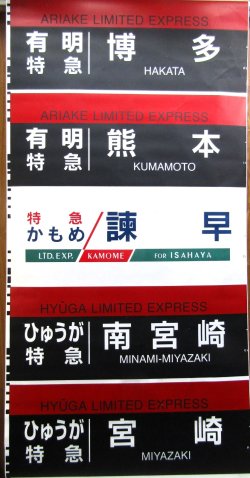 ARIAKE LIMITED EXPRESS
有明 特急 博多
HAKATA
ARIAKE LIMITED EXPRESS
有明 特急 熊本
KUMAMOTO
特急 かもめ 諫早
LTD. EXP. KAMOME FOR ISAHAYA
HYŪGA LIMITED EXPRESS
ひゅうが 特急 南宮崎
MINAMI-MIYAZAKI
HYŪGA LIMITED EXPRESS
ひゅうが 特急 宮崎
MIYAZAKI